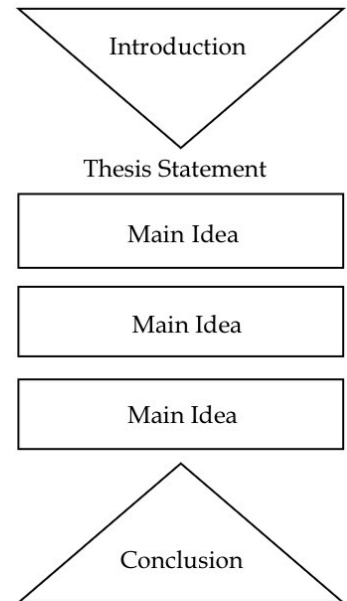 Introduction
Thesis Statement
Main Idea
Main Idea
Main Idea
Conclusion